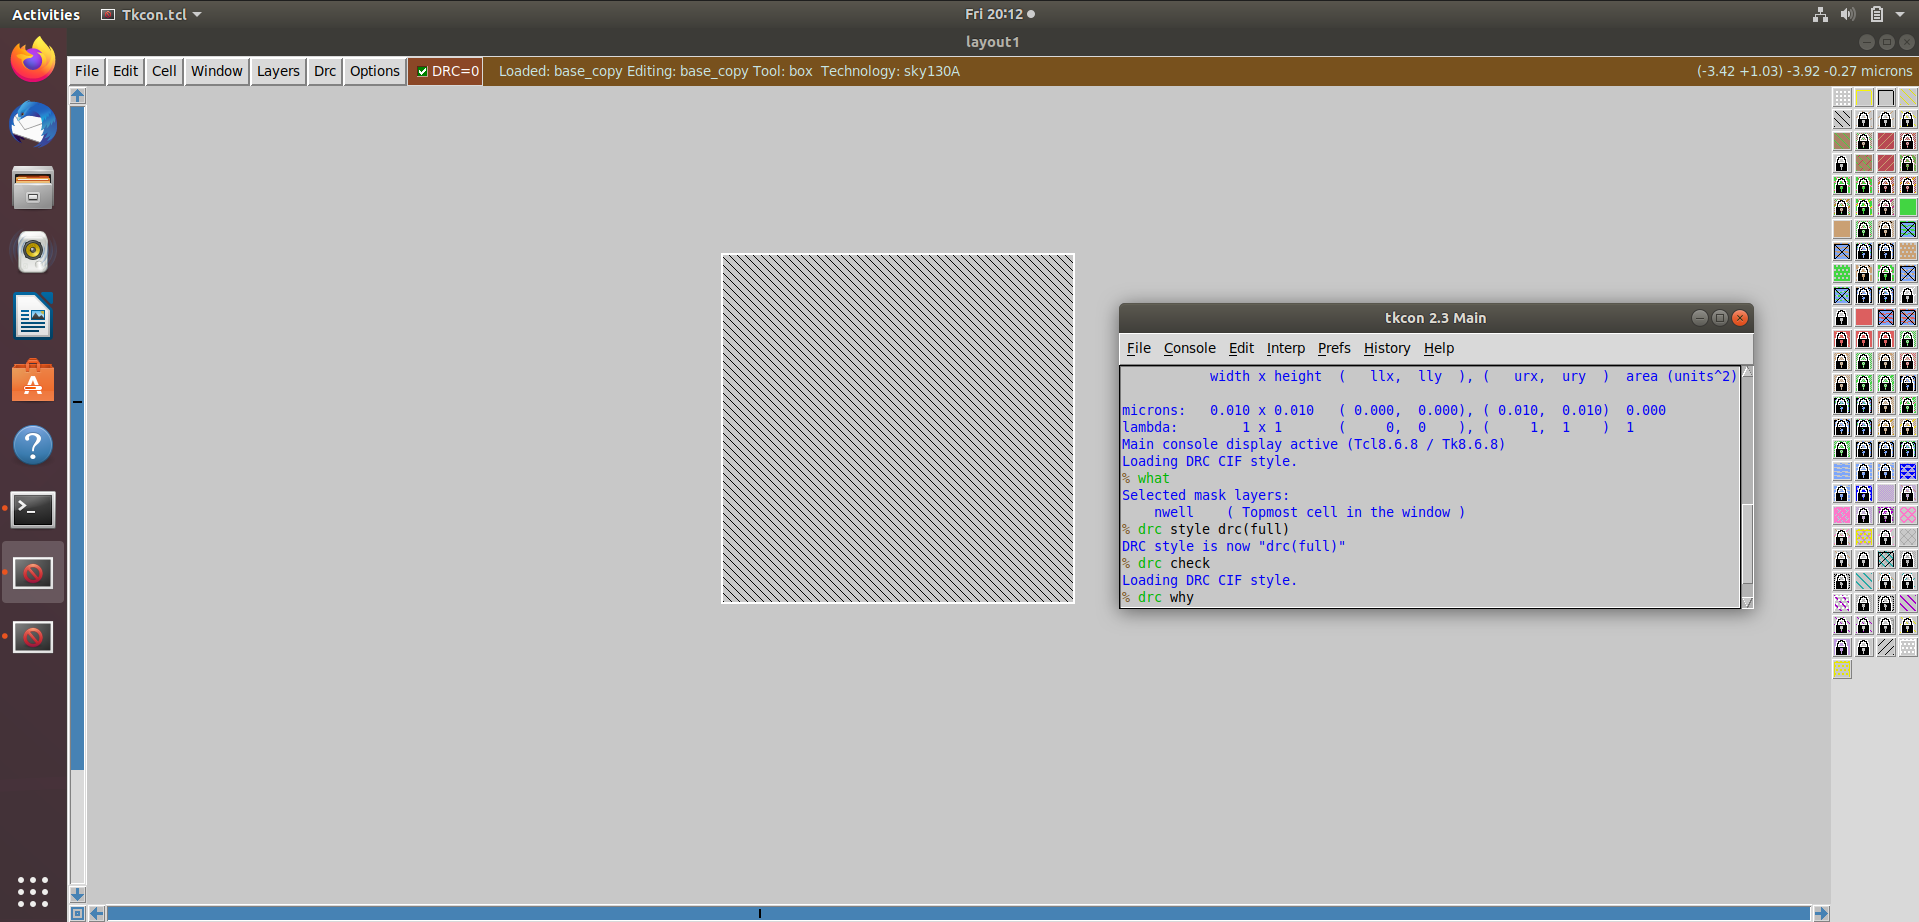 Activities Tkcon.tcl Fri 20:12
layout1
File Edit Cell Window Layers Drc Options DRC=0 Loaded: base_copy Editing: base_copy Tool: box Technology: sky130A (-3.42 +1.03) -3.92 -0.27 microns
tkcon 2.3 Main
File Console Edit Interp Prefs History Help
width x height ( llx, lly ), ( urx, ury ) area (units^2)
microns: 0.010 x 0.010 ( 0.000, 0.000), ( 0.010, 0.010) 0.000
lambda: 1 x 1 ( 0, 0 ), ( 1, 1 ) 1
Main console display active (Tcl8.6.8 / Tk8.6.8)
Loading DRC CIF style.
% what
Selected mask layers:
nwell ( Topmost cell in the window )
% drc style drc(full)
DRC style is now "drc(full)"
% drc check
Loading DRC CIF style.
% drc why